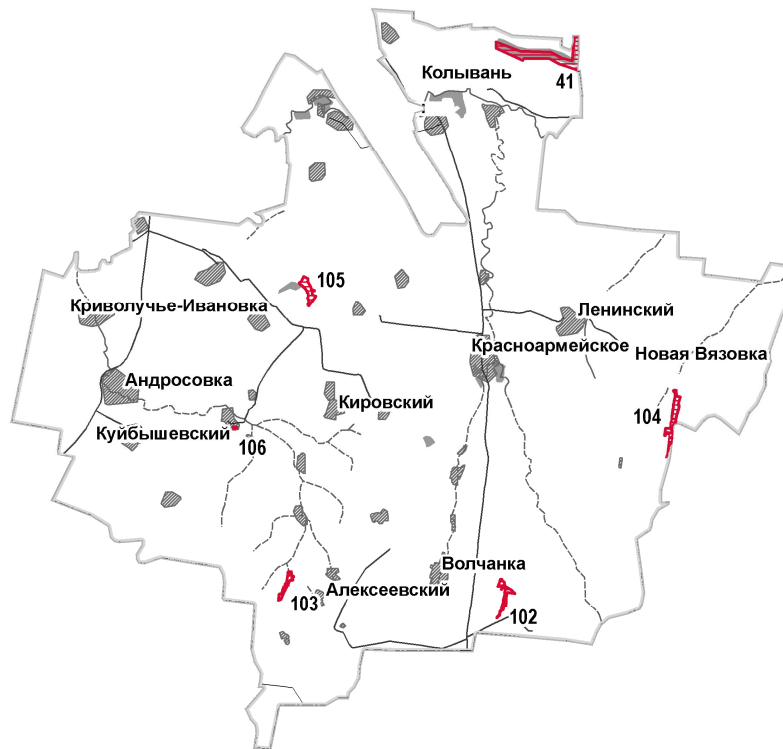 Колывань
41
105
Криволучье-Ивановка
Ленинский
Красноармейское
Новая Вязовка
Андросовка
Кировский
104
Куйбышевский
106
Волчанка
Алексеевский
103
102